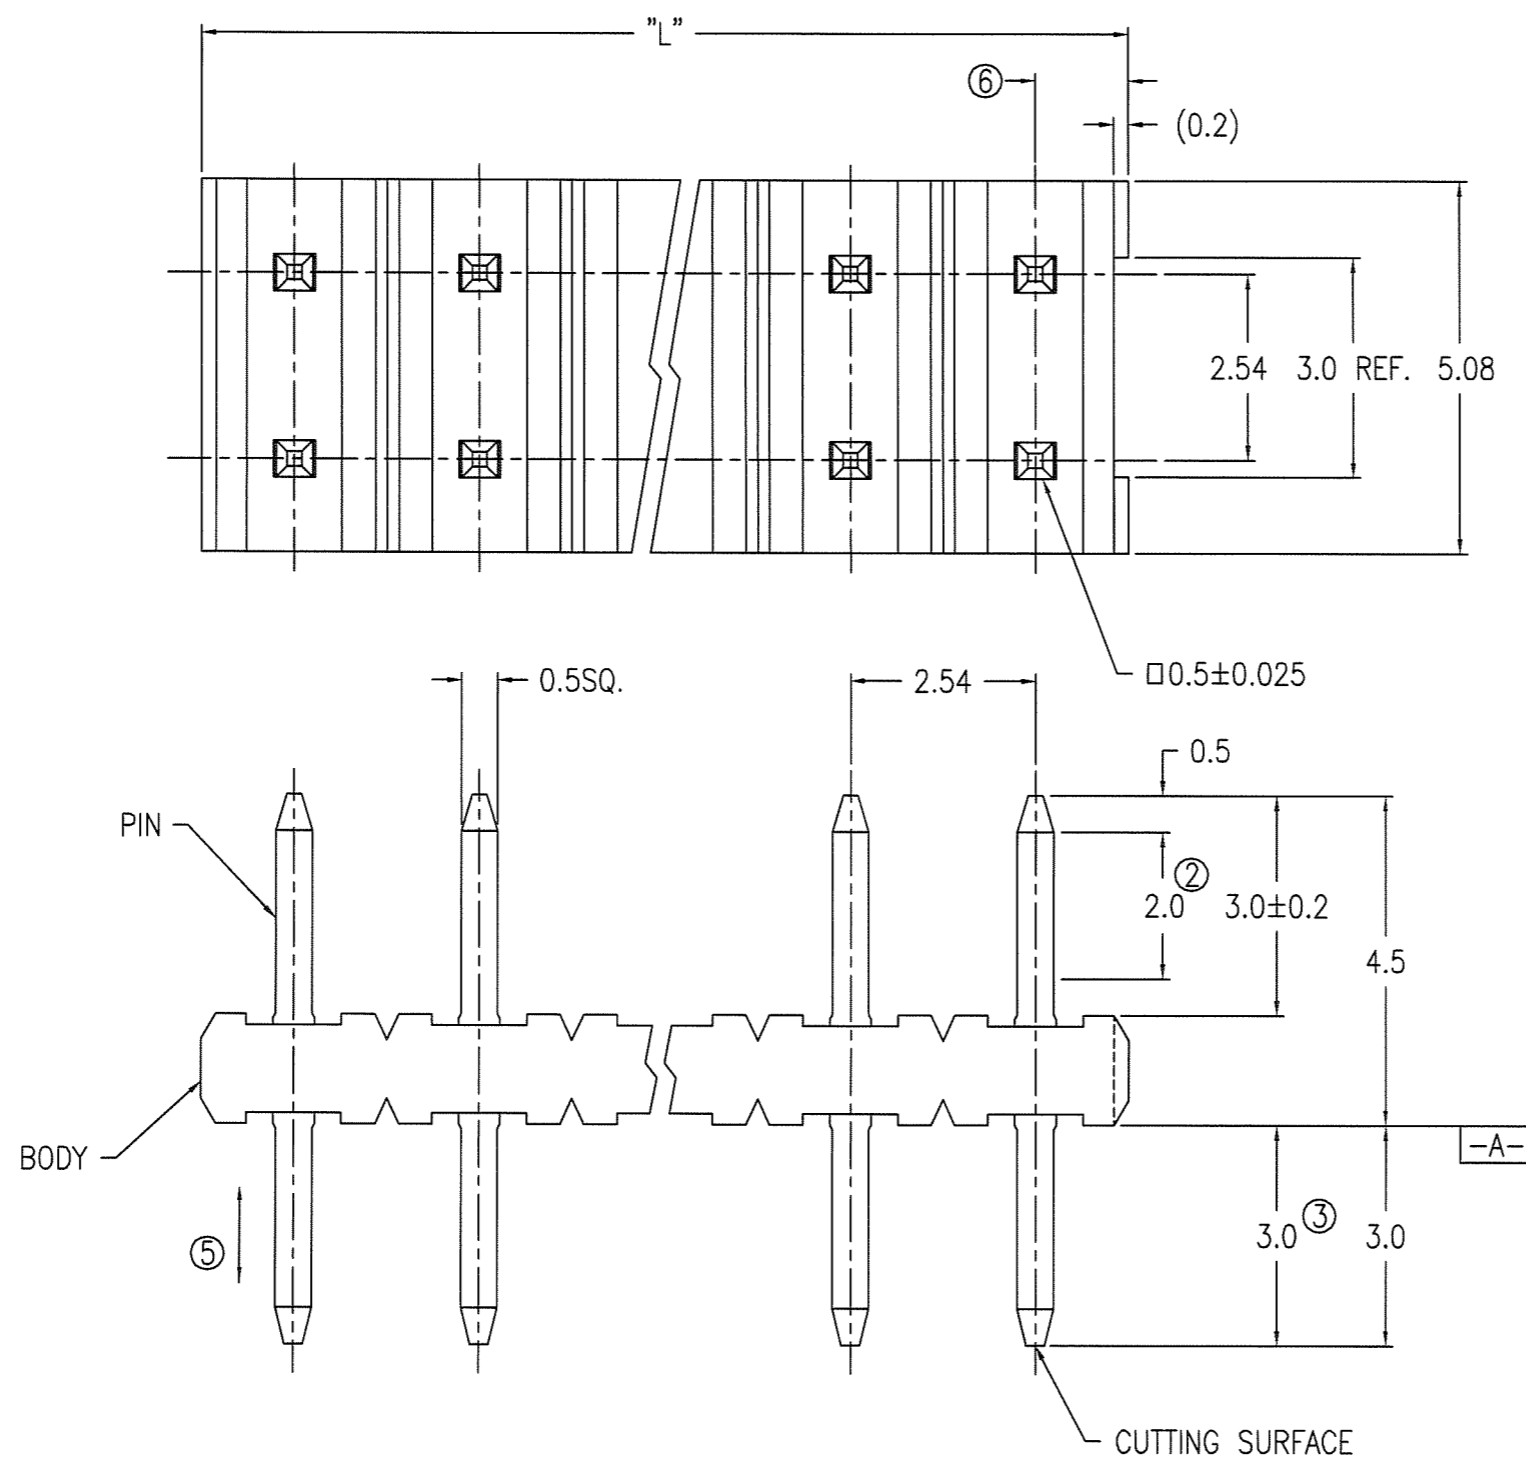 "L"
⑥
(0.2)
2.54 3.0 REF. 5.08
□0.5±0.025
0.5SQ.
2.54
0.5
PIN
②
2.0 3.0±0.2
4.5
BODY
-A-
⑤
③
3.0 3.0
CUTTING SURFACE